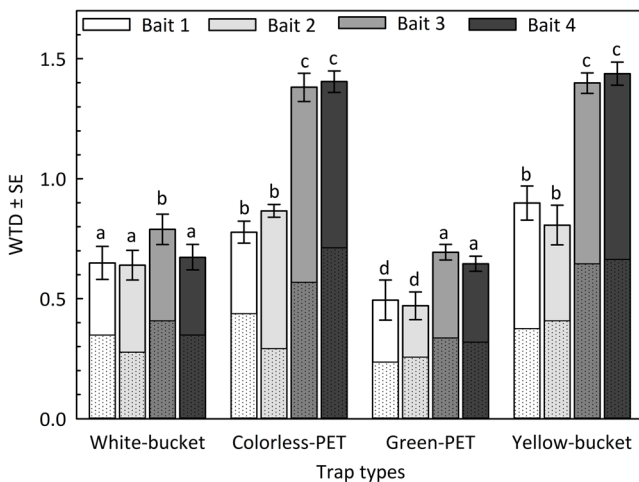 Bait 1 Bait 2 Bait 3 Bait 4
1.5
1.0
0.5
0.0
WTD ± SE
a a b a
b b c c
d d a a
b b c c
White-bucket Colorless-PET Green-PET Yellow-bucket
Trap types